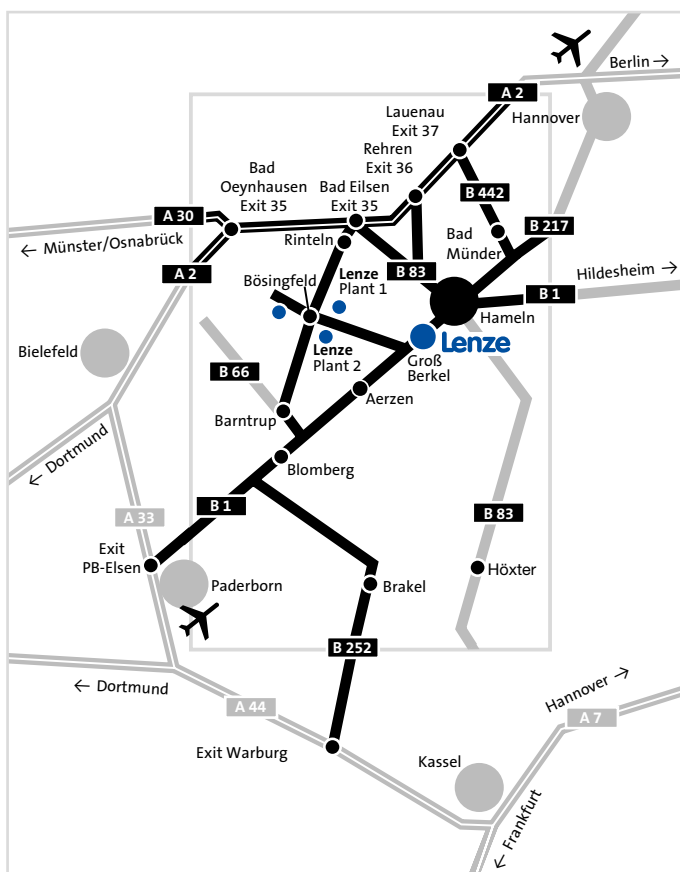 Berlin →
A 2
Lauenau
Exit 37
Hannover
Rehren
Exit 36
Bad
Oeynhausen
Exit 35
Bad Eilsen
Exit 35
B 442
A 30
Rinteln
Bad
Münder
B 217
← Münster/Osnabrück
A 2
B 83
Hildesheim →
Bösingfeld
Lenze
Plant 1
B 1
Hameln
Bielefeld
Lenze
Plant 2
Lenze
Groß
Berkel
B 66
Aerzen
Barntrup
← Dortmund
Blomberg
B 1
A 33
B 83
Exit
PB-Elsen
Paderborn
Brakel
Höxter
B 252
← Dortmund
Hannover →
A 44
A 7
Exit Warburg
Kassel
← Frankfurt